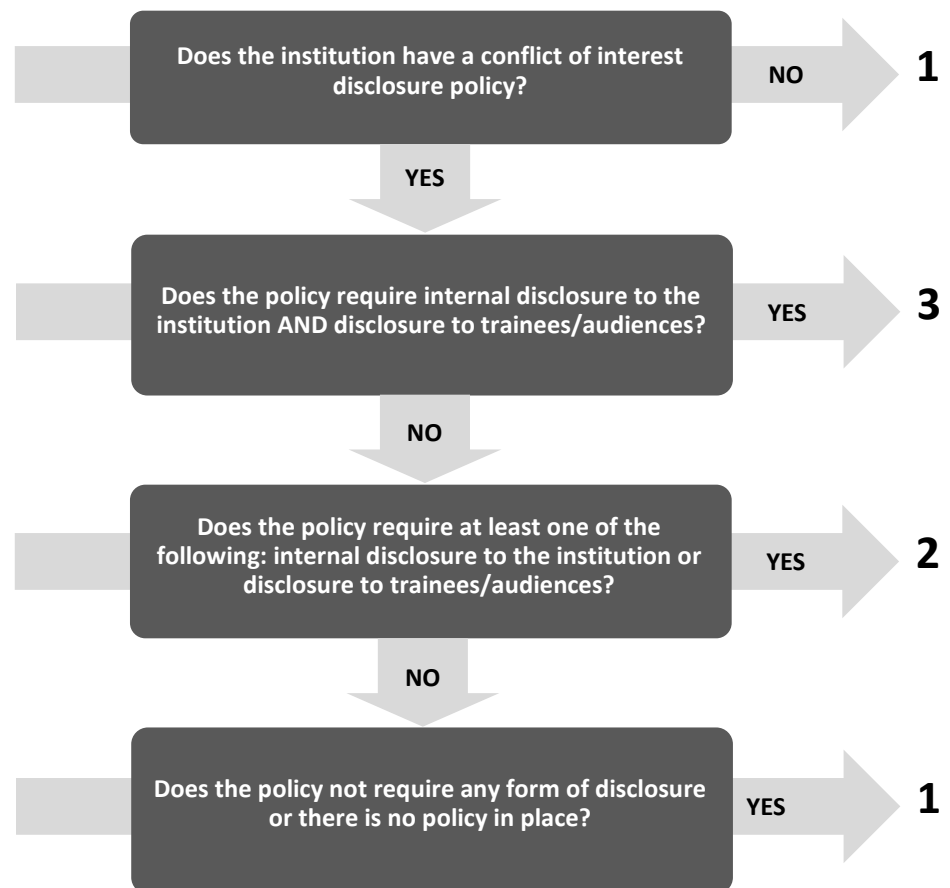 Does the institution have a conflict of interest
disclosure policy?
NO
1
YES
Does the policy require internal disclosure to the
institution AND disclosure to trainees/audiences?
YES
3
NO
Does the policy require at least one of the
following: internal disclosure to the institution or
disclosure to trainees/audiences?
YES
2
NO
Does the policy not require any form of disclosure
or there is no policy in place?
YES
1